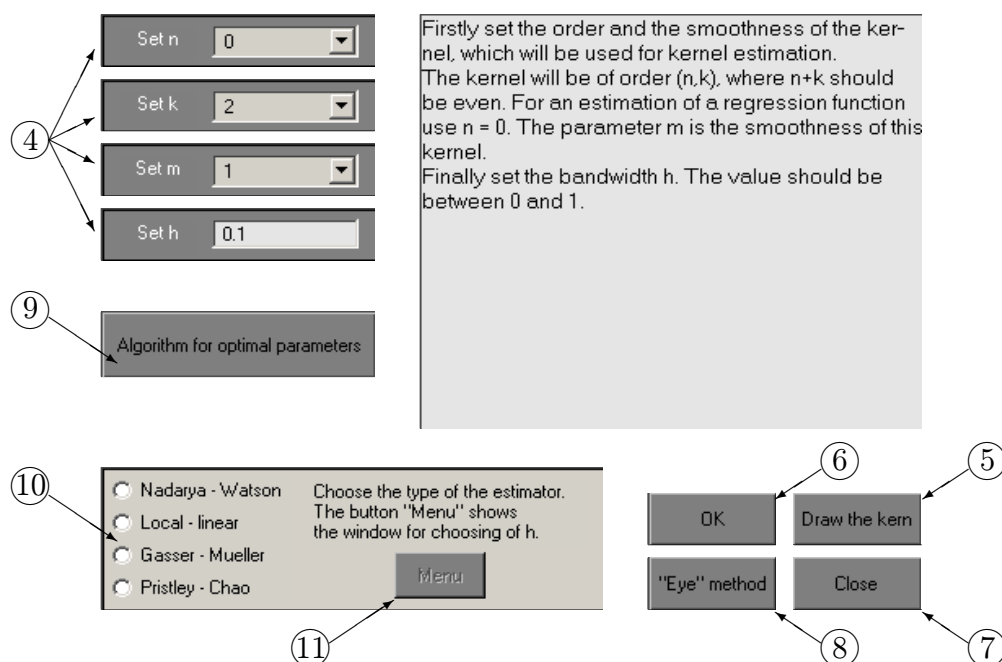 Set n
0
Set k
2
Set m
1
Set h
0.1
4
Firstly set the order and the smoothness of the ker-
nel, which will be used for kernel estimation.
The kernel will be of order (n,k), where n+k should
be even. For an estimation of a regression function
use n = 0. The parameter m is the smoothness of this
kernel.
Finally set the bandwidth h. The value should be
between 0 and 1.
9
Algorithm for optimal parameters
10
Nadarya - Watson
Local - linear
Gasser - Mueller
Pristley - Chao
Choose the type of the estimator.
The button "Menu" shows
the window for choosing of h.
Menu
11
6
5
OK
Draw the kern
"Eye" method
Close
8
7